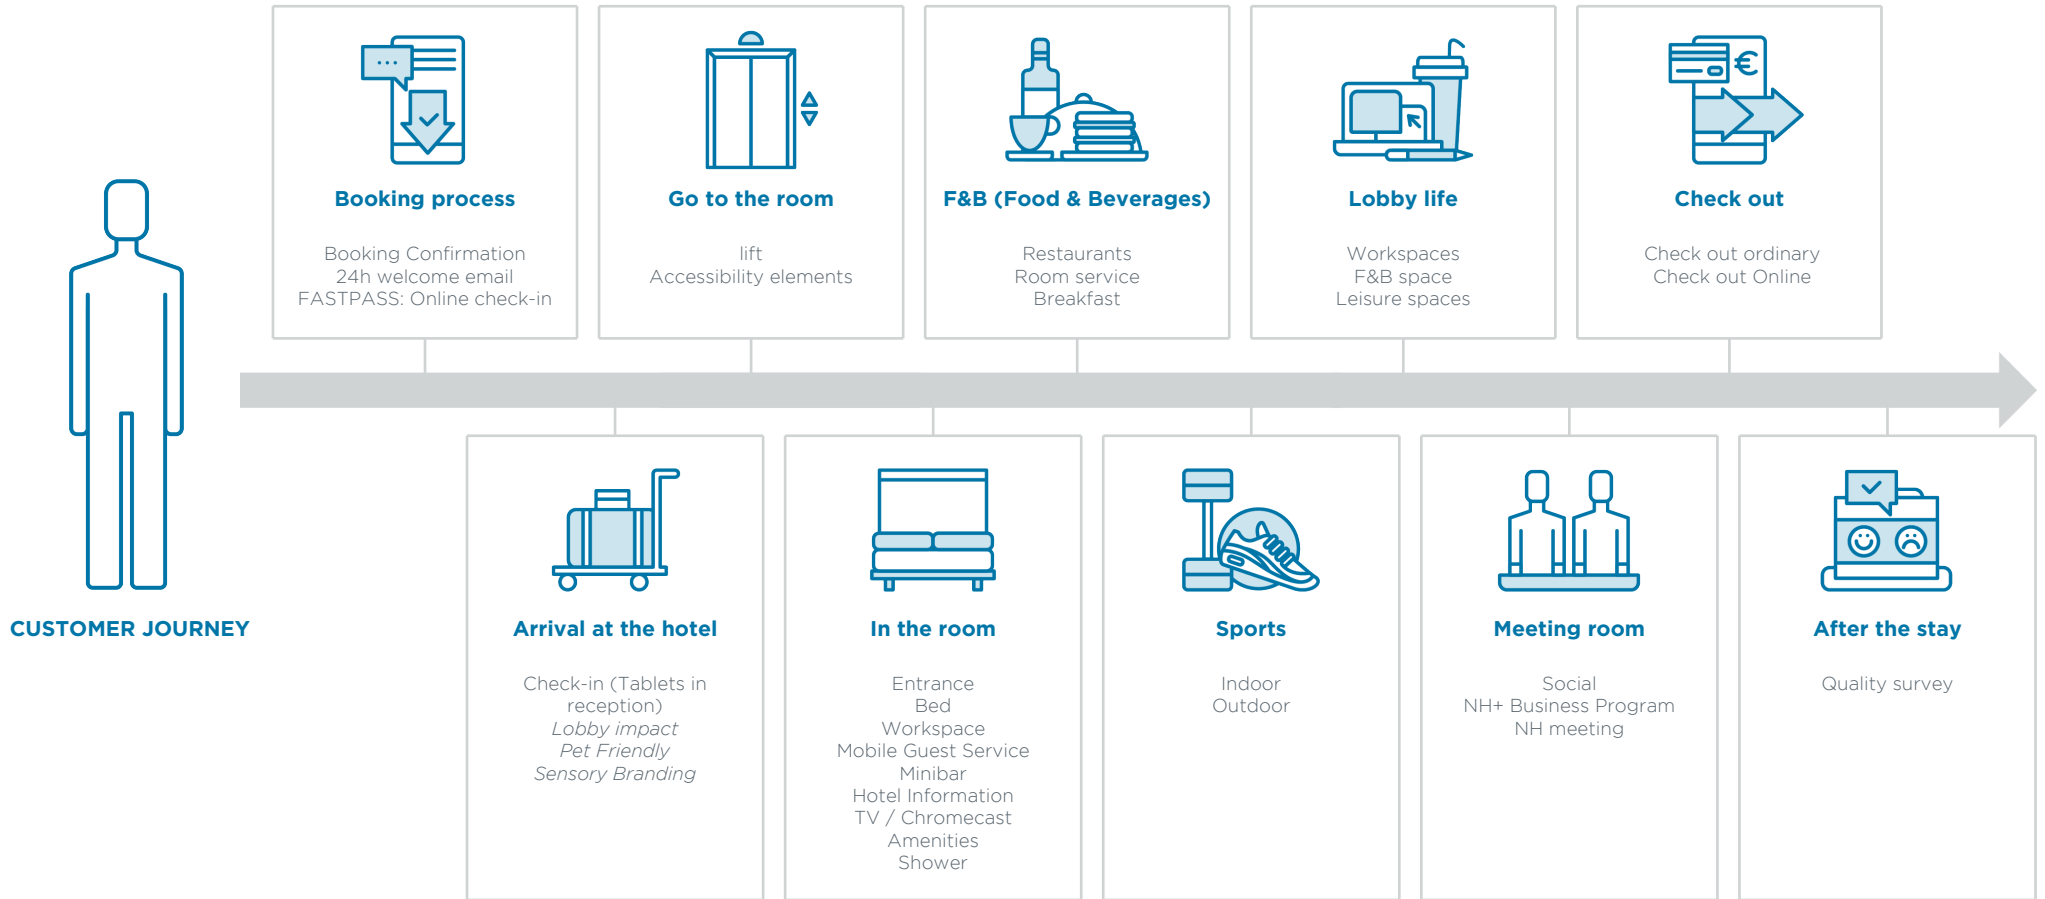 Booking process
Booking Confirmation
24h welcome email
FASTPASS: Online check-in
Go to the room
lift
Accessibility elements
F&B (Food & Beverages)
Restaurants
Room service
Breakfast
Lobby life
Workspaces
F&B space
Leisure spaces
€
Check out
Check out ordinary
Check out Online
CUSTOMER JOURNEY
Arrival at the hotel
Check-in (Tablets in
reception)
Lobby impact
Pet Friendly
Sensory Branding
In the room
Entrance
Bed
Workspace
Mobile Guest Service
Minibar
Hotel Information
TV / Chromecast
Amenities
Shower
Sports
Indoor
Outdoor
Meeting room
Social
NH+ Business Program
NH meeting
After the stay
Quality survey